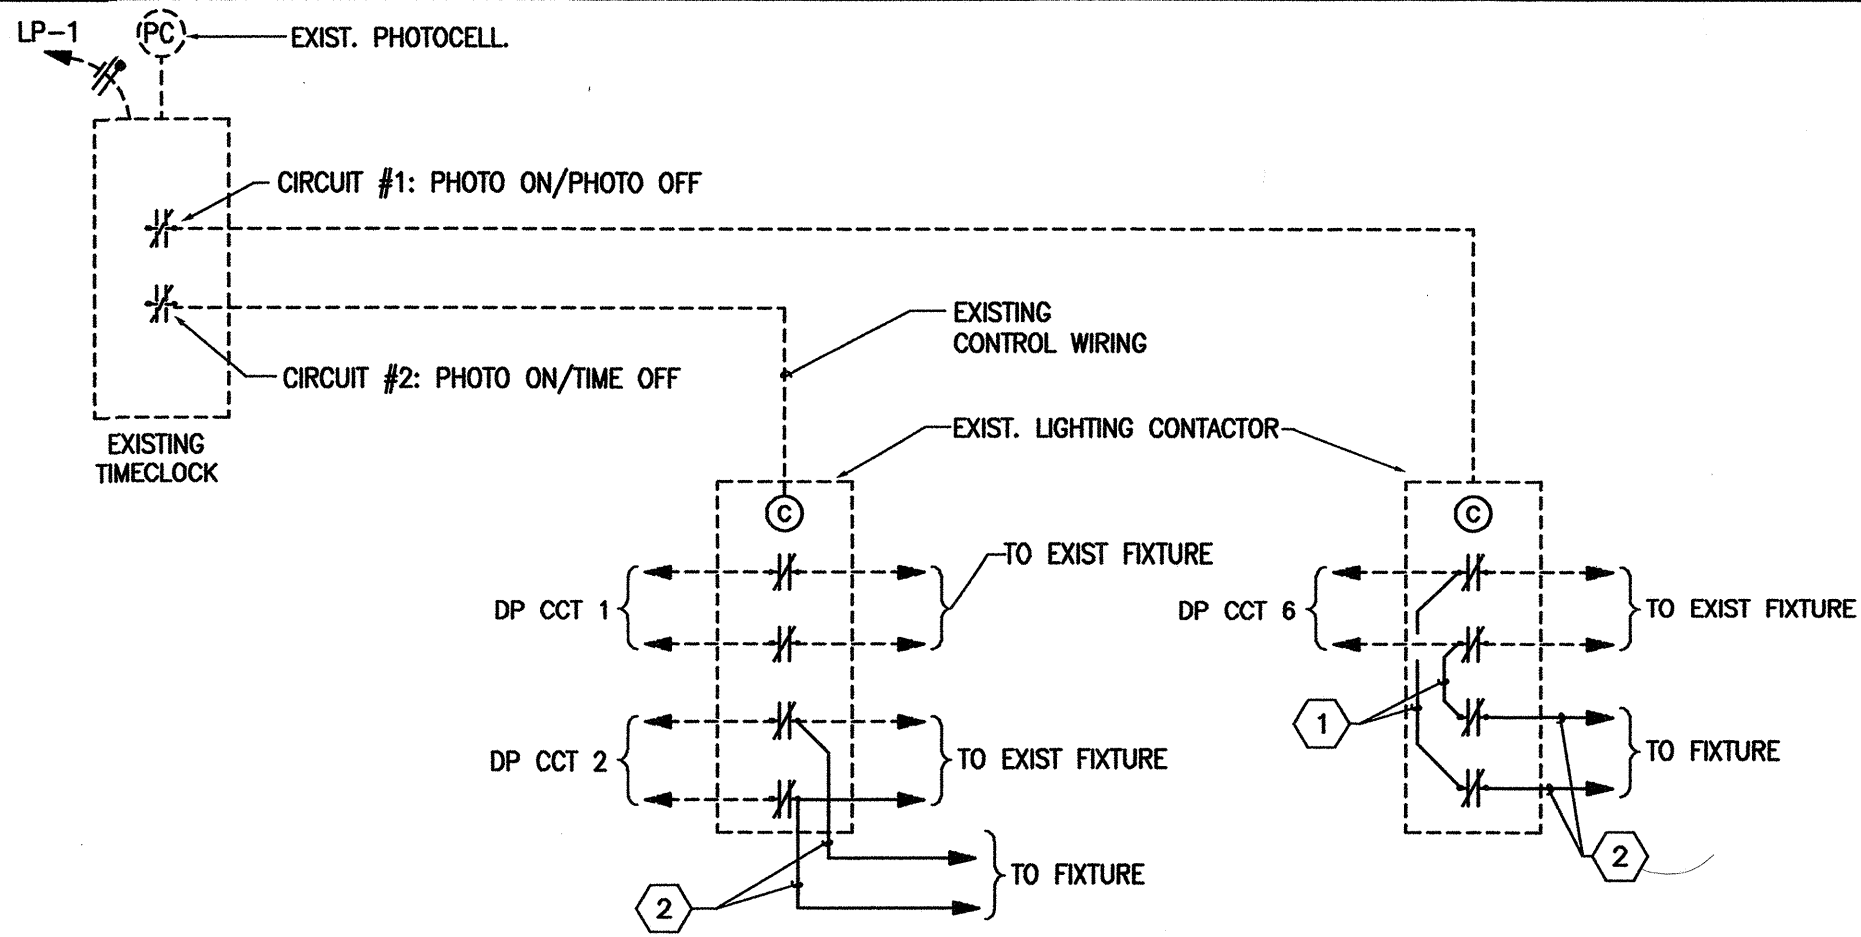 LP-1
PC
EXIST. PHOTOCELL.
CIRCUIT #1: PHOTO ON/PHOTO OFF
CIRCUIT #2: PHOTO ON/TIME OFF
EXISTING
TIMECLOCK
EXISTING
CONTROL WIRING
EXIST. LIGHTING CONTACTOR
C
C
TO EXIST FIXTURE
DP CCT 1
DP CCT 6
TO EXIST FIXTURE
1
DP CCT 2
TO EXIST FIXTURE
TO FIXTURE
2
TO FIXTURE
2